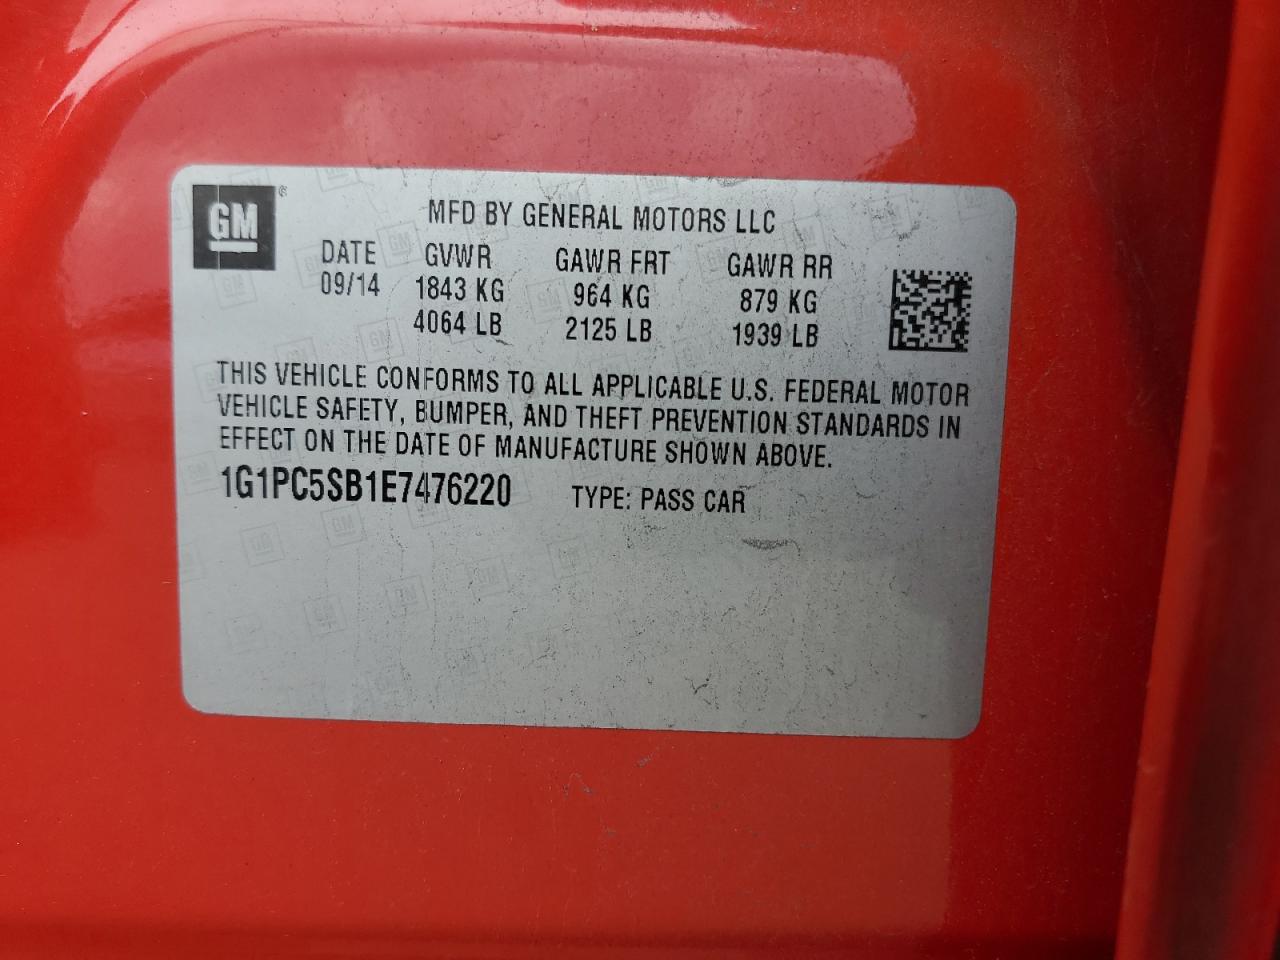 GM ®
MFD BY GENERAL MOTORS LLC
DATE GVWR GAWR FRT GAWR RR
09/14 1843 KG 964 KG 879 KG
4064 LB 2125 LB 1939 LB
THIS VEHICLE CONFORMS TO ALL APPLICABLE U.S. FEDERAL MOTOR
VEHICLE SAFETY, BUMPER, AND THEFT PREVENTION STANDARDS IN
EFFECT ON THE DATE OF MANUFACTURE SHOWN ABOVE.
1G1PC5SB1E7476220 TYPE: PASS CAR